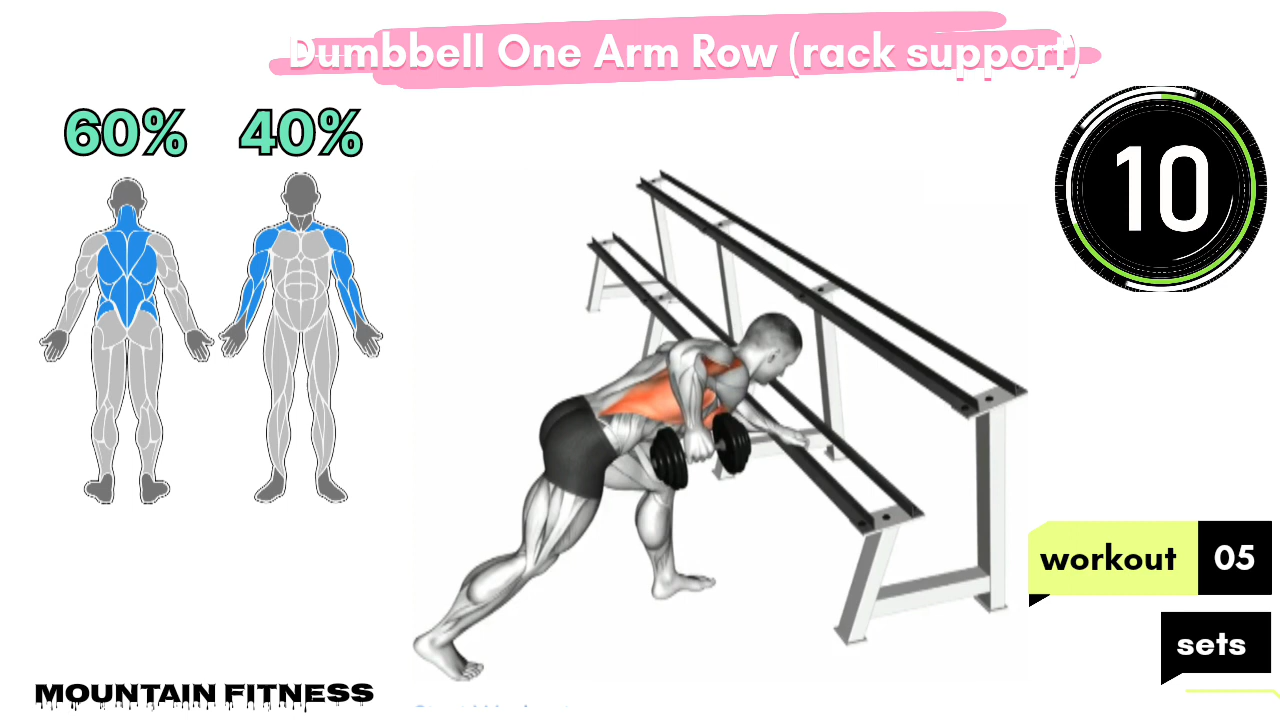 Dumbbell One Arm Row (rack support)
60% 40%
10
workout 05
sets
MOUNTAIN FITNESS